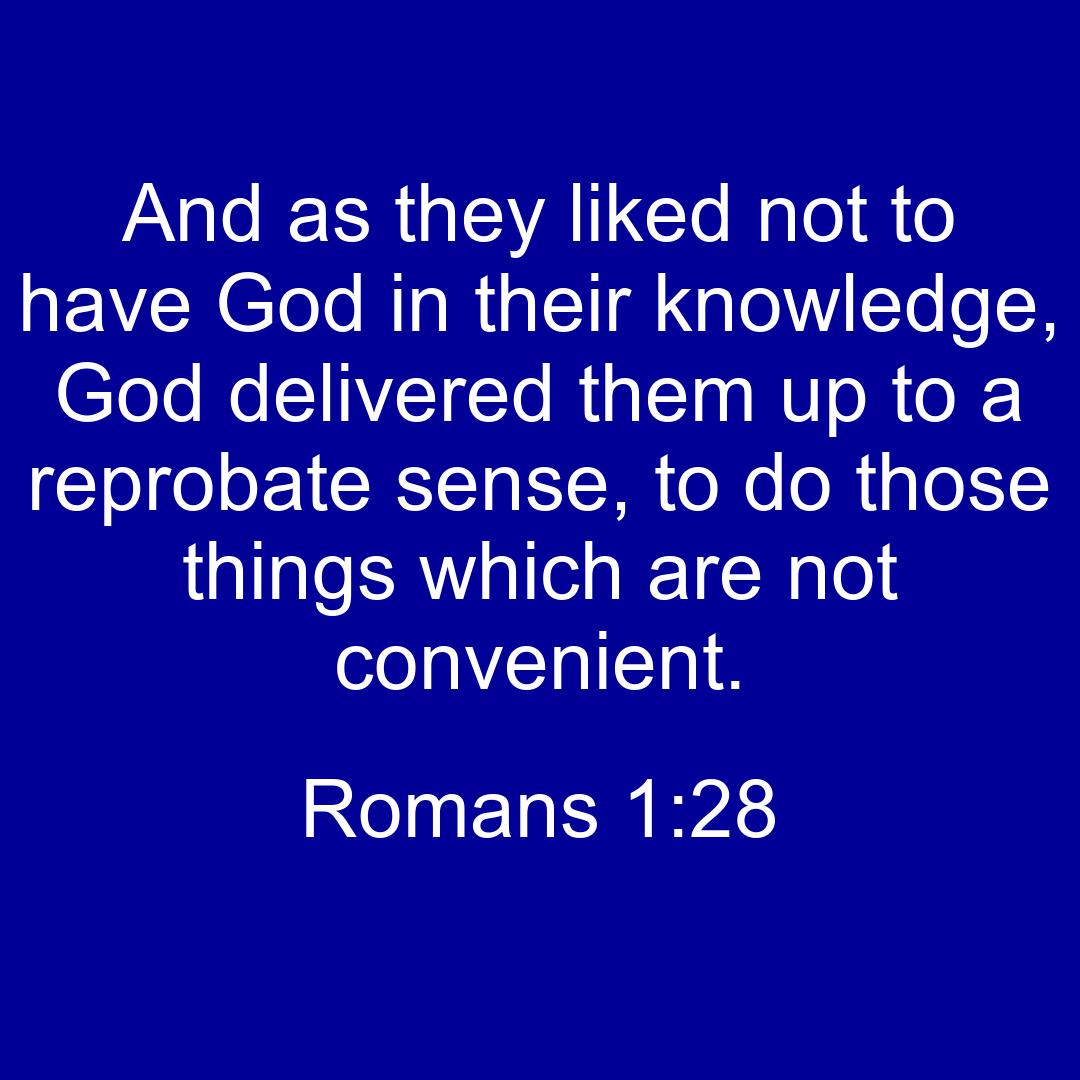 And as they liked not to
have God in their knowledge,
God delivered them up to a
reprobate sense, to do those
things which are not
convenient.
Romans 1:28